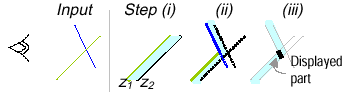 Input Step (i) (ii) (iii)
z1 z2
Displayed
part